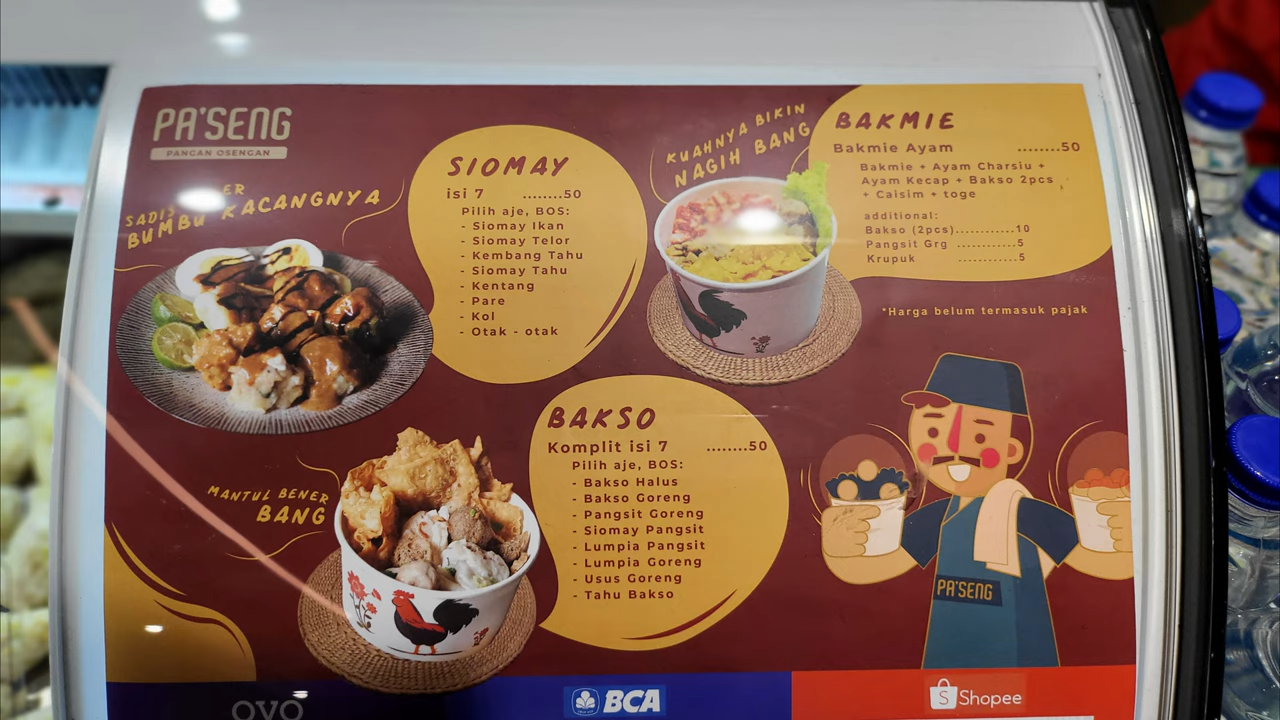 PA'SENG
PANGAN OSENGAN
SADIS ER
BUMBU KACANGNYA
SIOMAY
isi 7 ........50
Pilih aje, BOS:
- Siomay Ikan
- Siomay Telor
- Kembang Tahu
- Siomay Tahu
- Kentang
- Pare
- Kol
- Otak - otak
KUAHNYA BIKIN
NAGIH BANG
BAKMIE
Bakmie Ayam ........50
Bakmie + Ayam Charsiu +
Ayam Kecap + Bakso 2pcs
+ Caisim + toge
additional:
Bakso (2pcs)............10
Pangsit Grg ............5
Krupuk ............5
*Harga belum termasuk pajak
MANTUL BENER
BANG
BAKSO
Komplit isi 7 ........50
Pilih aje, BOS:
- Bakso Halus
- Bakso Goreng
- Pangsit Goreng
- Siomay Pangsit
- Lumpia Pangsit
- Lumpia Goreng
- Usus Goreng
- Tahu Bakso
PA'SENG
OVO
BCA
Shopee